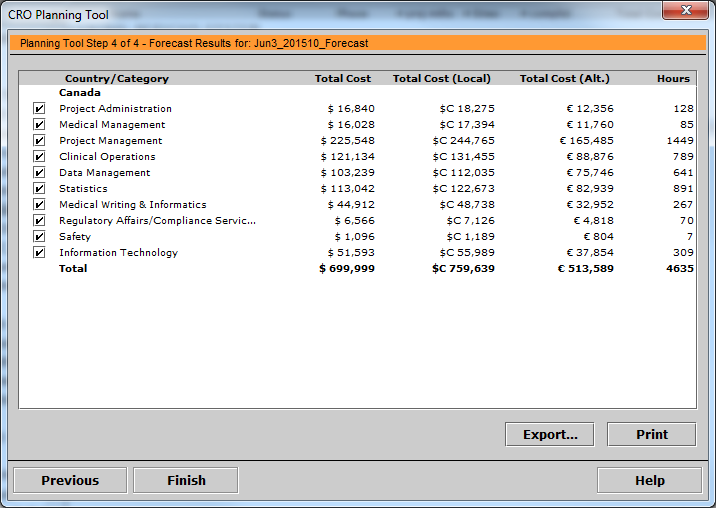 CRO Planning Tool
Planning Tool Step 4 of 4 - Forecast Results for: Jun3_201510_Forecast
Country/Category Total Cost Total Cost (Local) Total Cost (Alt.) Hours
Canada
Project Administration $ 16,840 $C 18,275 € 12,356 128
Medical Management $ 16,028 $C 17,394 € 11,760 85
Project Management $ 225,548 $C 244,765 € 165,485 1449
Clinical Operations $ 121,134 $C 131,455 € 88,876 789
Data Management $ 103,239 $C 112,035 € 75,746 641
Statistics $ 113,042 $C 122,673 € 82,939 891
Medical Writing & Informatics $ 44,912 $C 48,738 € 32,952 267
Regulatory Affairs/Compliance Servic... $ 6,566 $C 7,126 € 4,818 70
Safety $ 1,096 $C 1,189 € 804 7
Information Technology $ 51,593 $C 55,989 € 37,854 309
Total $ 699,999 $C 759,639 € 513,589 4635
Export... Print
Previous Finish Help